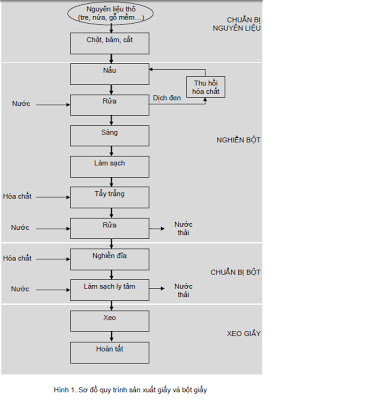 Nguyên liệu thô
(tre, nứa, gỗ mềm…)
CHUẨN BỊ
NGUYÊN LIỆU
Chặt, băm, cắt
Nấu
Thu hồi
hóa chất
Nước
Rửa
Dịch đen
Sàng
NGHIỀN BỘT
Làm sạch
Hóa chất
Tẩy trắng
Nước
Rửa
Nước
thải
Hóa chất
Nghiền đĩa
CHUẨN BỊ BỘT
Nước
Làm sạch ly tâm
Nước
thải
Xeo
XEO GIẤY
Hoàn tất
Hình 1. Sơ đồ quy trình sản xuất giấy và bột giấy